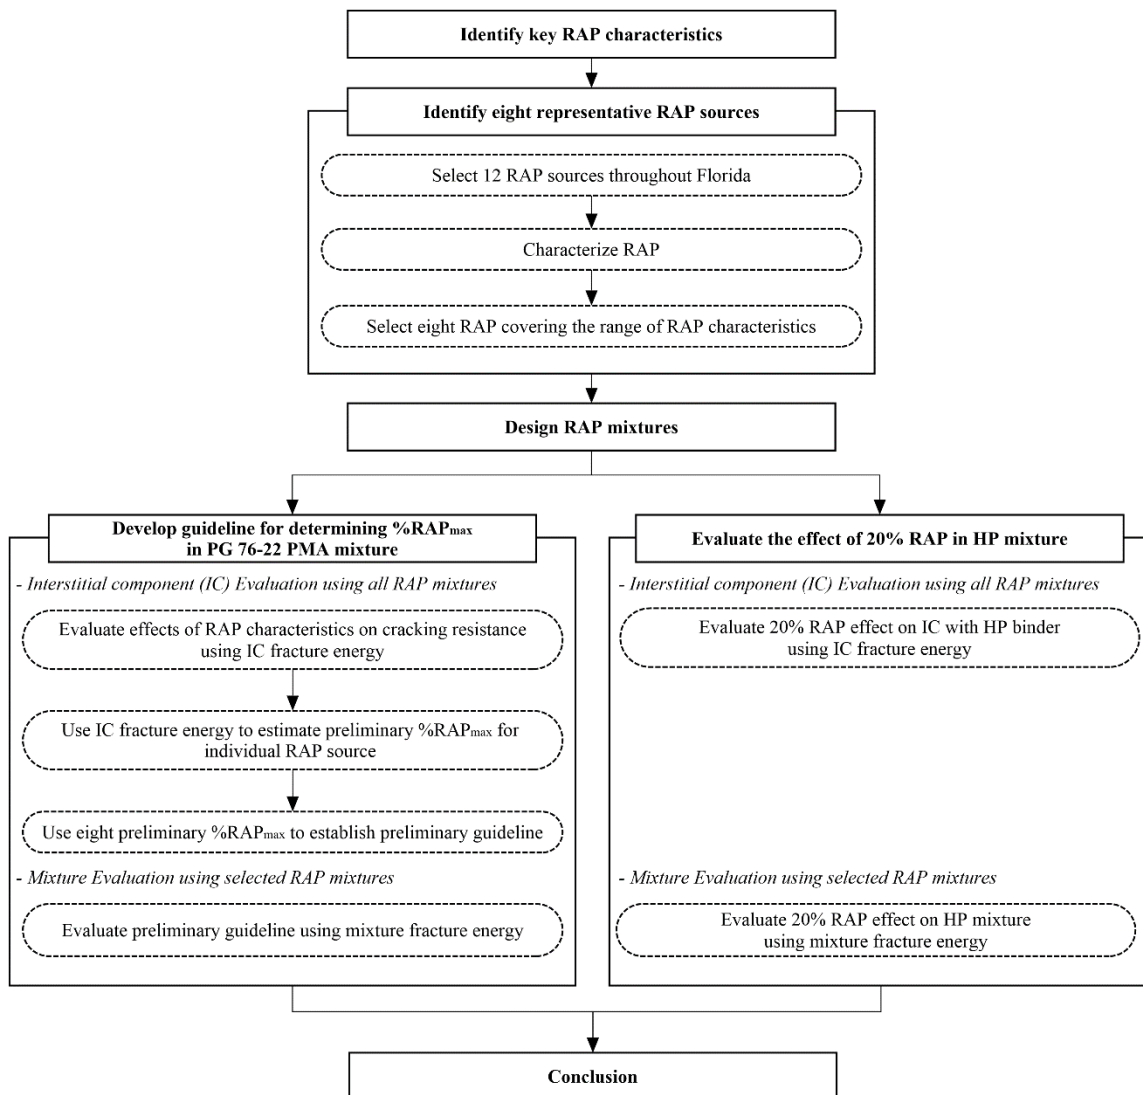 Identify key RAP characteristics
Identify eight representative RAP sources
Select 12 RAP sources throughout Florida
Characterize RAP
Select eight RAP covering the range of RAP characteristics
Design RAP mixtures
Develop guideline for determining %RAPmax
in PG 76-22 PMA mixture
- Interstitial component (IC) Evaluation using all RAP mixtures
Evaluate effects of RAP characteristics on cracking resistance
using IC fracture energy
Use IC fracture energy to estimate preliminary %RAPmax for
individual RAP source
Use eight preliminary %RAPmax to establish preliminary guideline
- Mixture Evaluation using selected RAP mixtures
Evaluate preliminary guideline using mixture fracture energy
Evaluate the effect of 20% RAP in HP mixture
- Interstitial component (IC) Evaluation using all RAP mixtures
Evaluate 20% RAP effect on IC with HP binder
using IC fracture energy
- Mixture Evaluation using selected RAP mixtures
Evaluate 20% RAP effect on HP mixture
using mixture fracture energy
Conclusion